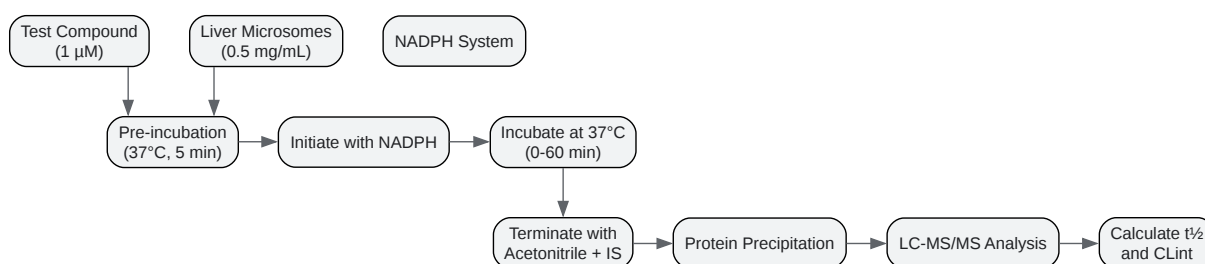 Test Compound
(1 µM)
Liver Microsomes
(0.5 mg/mL)
NADPH System
Pre-incubation
(37°C, 5 min)
Initiate with NADPH
Incubate at 37°C
(0-60 min)
Terminate with
Acetonitrile + IS
Protein Precipitation
LC-MS/MS Analysis
Calculate t½
and CLint